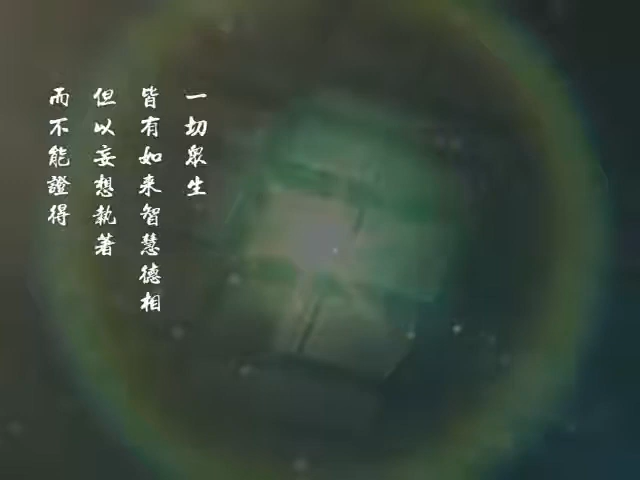 一切眾生
皆有如来智慧德相
但以妄想執著
而不能證得